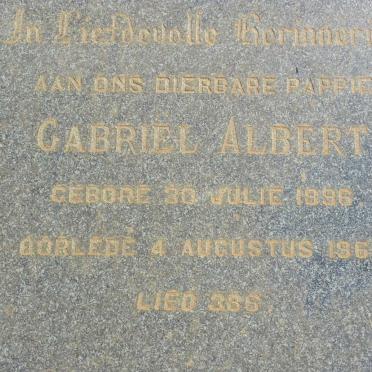 In Liefdevolle Herinneri
AAN ONS DIERBARE PAPPIE
GABRIEL ALBERT
GEBORE 30 JULIE 1896
OORLEDE 4 AUGUSTUS 196
LIED 386.